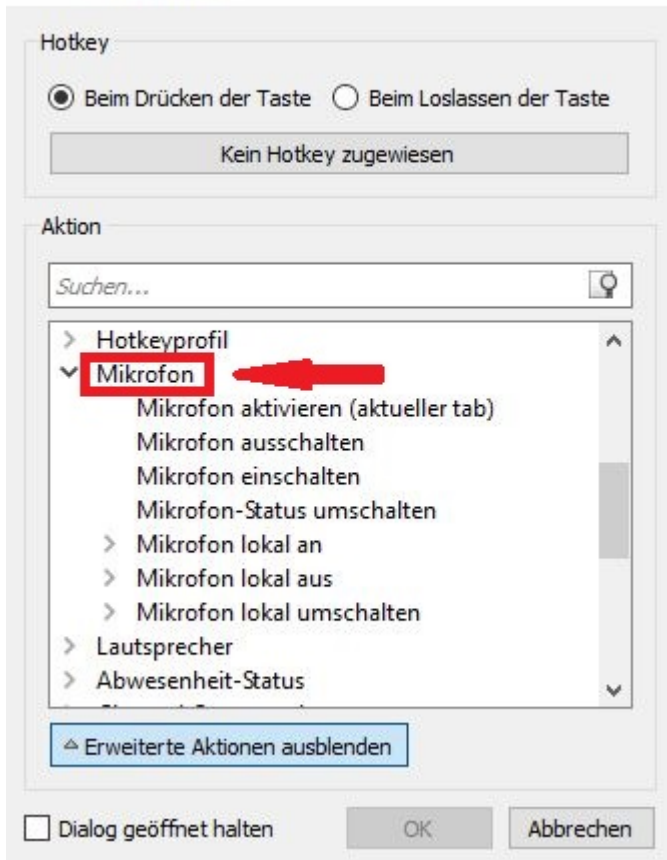 Hotkey
Beim Drücken der Taste Beim Loslassen der Taste
Kein Hotkey zugewiesen
Aktion
Suchen...
Hotkeyprofil
Mikrofon
Mikrofon aktivieren (aktueller tab)
Mikrofon ausschalten
Mikrofon einschalten
Mikrofon-Status umschalten
Mikrofon lokal an
Mikrofon lokal aus
Mikrofon lokal umschalten
Lautsprecher
Abwesenheit-Status
Erweiterte Aktionen ausblenden
Dialog geöffnet halten OK Abbrechen